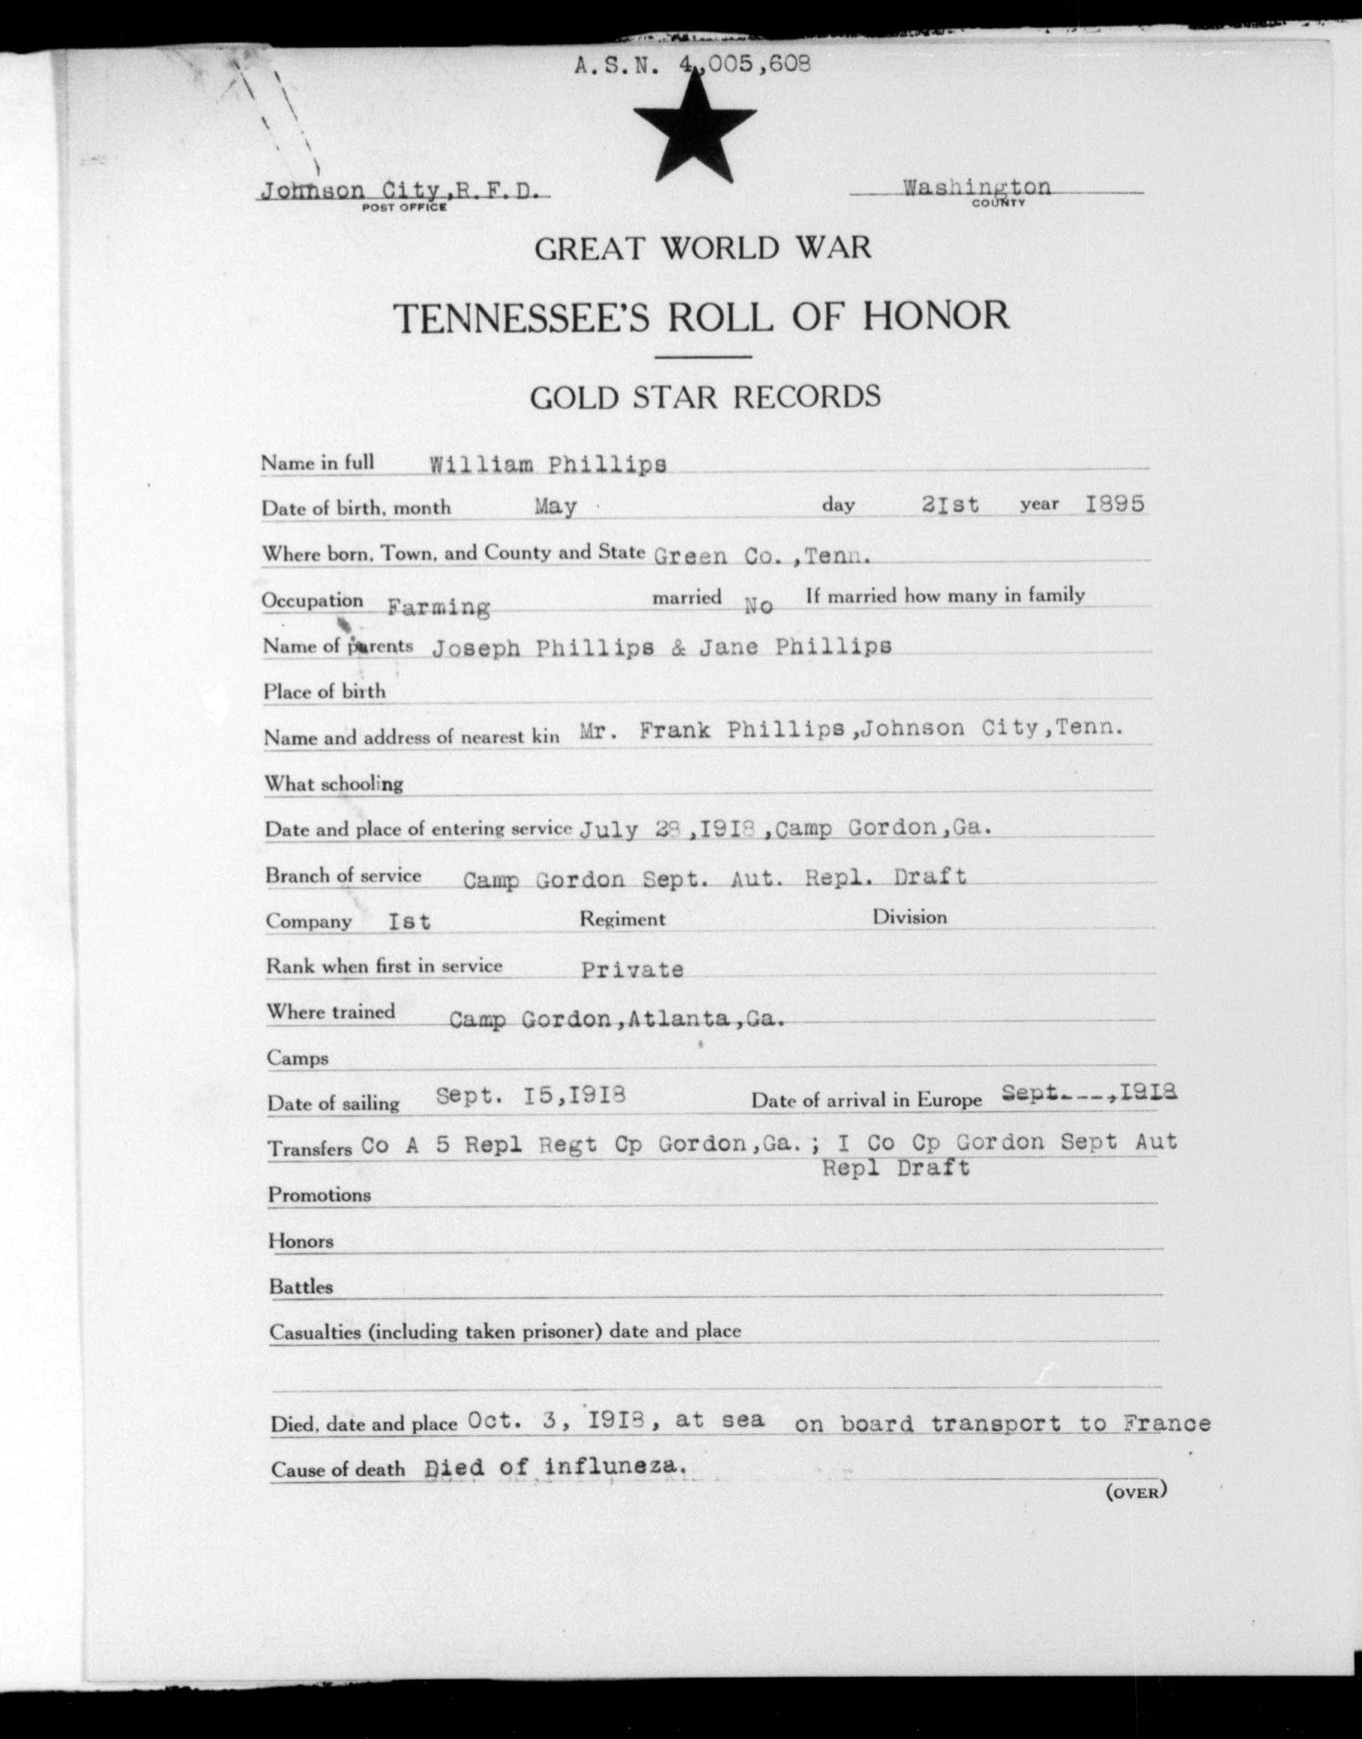 A.S.N. 4,005,608
Johnson City,R.F.D. Washington
POST OFFICE COUNTY
GREAT WORLD WAR
TENNESSEE'S ROLL OF HONOR
GOLD STAR RECORDS
Name in full William Phillips
Date of birth, month May day 2Ist year I895
Where born, Town, and County and State Green Co.,Tenn.
Occupation Farming married No If married how many in family
Name of parents Joseph Phillips & Jane Phillips
Place of birth
Name and address of nearest kin Mr. Frank Phillips,Johnson City,Tenn.
What schooling
Date and place of entering service July 28,I9I8,Camp Gordon,Ga.
Branch of service Camp Gordon Sept. Aut. Repl. Draft
Company Ist Regiment Division
Rank when first in service Private
Where trained Camp Gordon,Atlanta,Ga.
Camps
Date of sailing Sept. I5,I9I8 Date of arrival in Europe Sept.---,I9I8
Transfers Co A 5 Repl Regt Cp Gordon,Ga.; I Co Cp Gordon Sept Aut
Repl Draft
Promotions
Honors
Battles
Casualties (including taken prisoner) date and place
Died, date and place Oct. 3, I9I8, at sea on board transport to France
Cause of death Died of influneza.
(OVER)